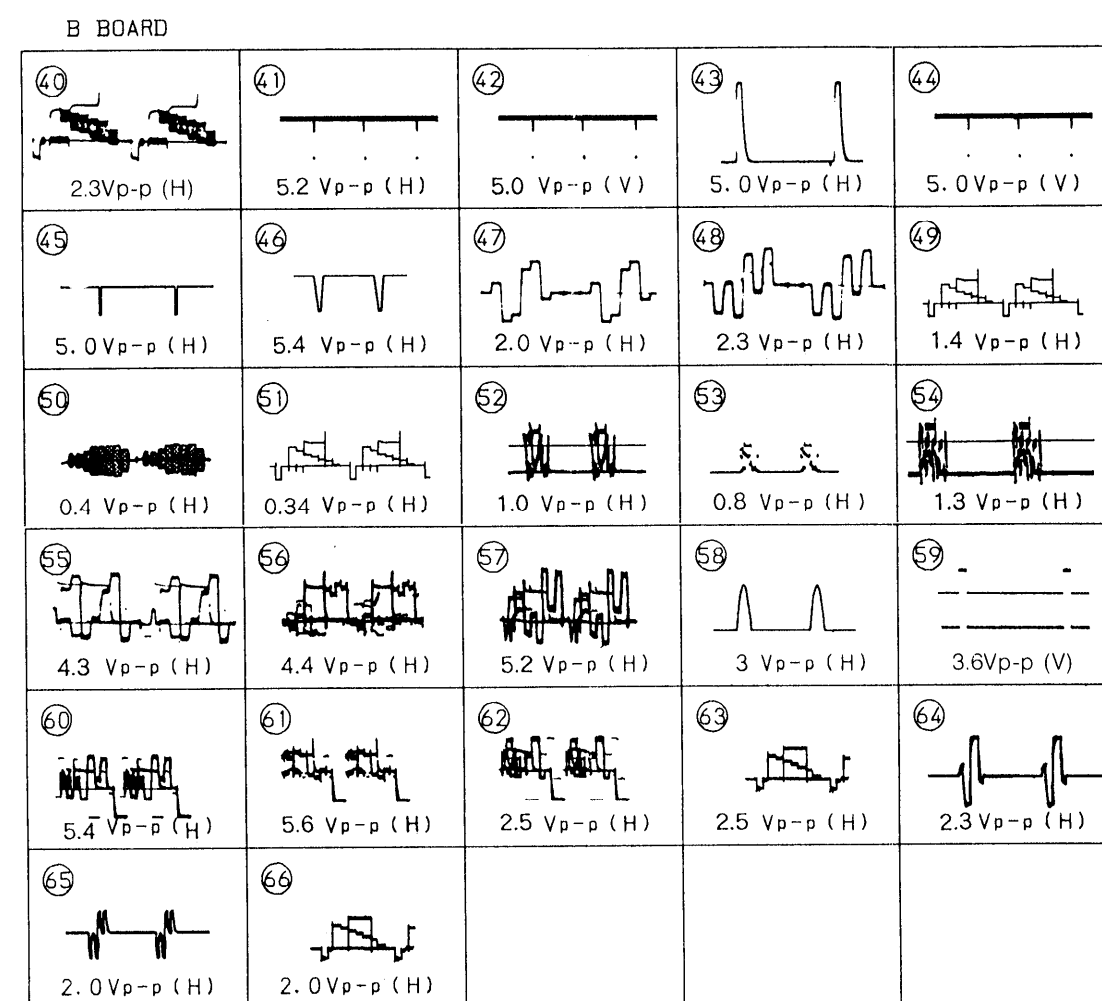 B BOARD
40 41 42 43 44
2.3Vp-p (H) 5.2 Vp-p (H) 5.0 Vp-p (V) 5.0Vp-p (H) 5.0Vp-p (V)
45 46 47 48 49
5.0Vp-p (H) 5.4 Vp-p (H) 2.0 Vp-p (H) 2.3 Vp-p (H) 1.4 Vp-p (H)
50 51 52 53 54
0.4 Vp-p (H) 0.34 Vp-p (H) 1.0 Vp-p (H) 0.8 Vp-p (H) 1.3 Vp-p (H)
55 56 57 58 59
4.3 Vp-p (H) 4.4 Vp-p (H) 5.2 Vp-p (H) 3 Vp-p (H) 3.6Vp-p (V)
60 61 62 63 64
5.4 Vp-p (H) 5.6 Vp-p (H) 2.5 Vp-p (H) 2.5 Vp-p (H) 2.3 Vp-p (H)
65 66
2.0Vp-p (H) 2.0Vp-p (H)